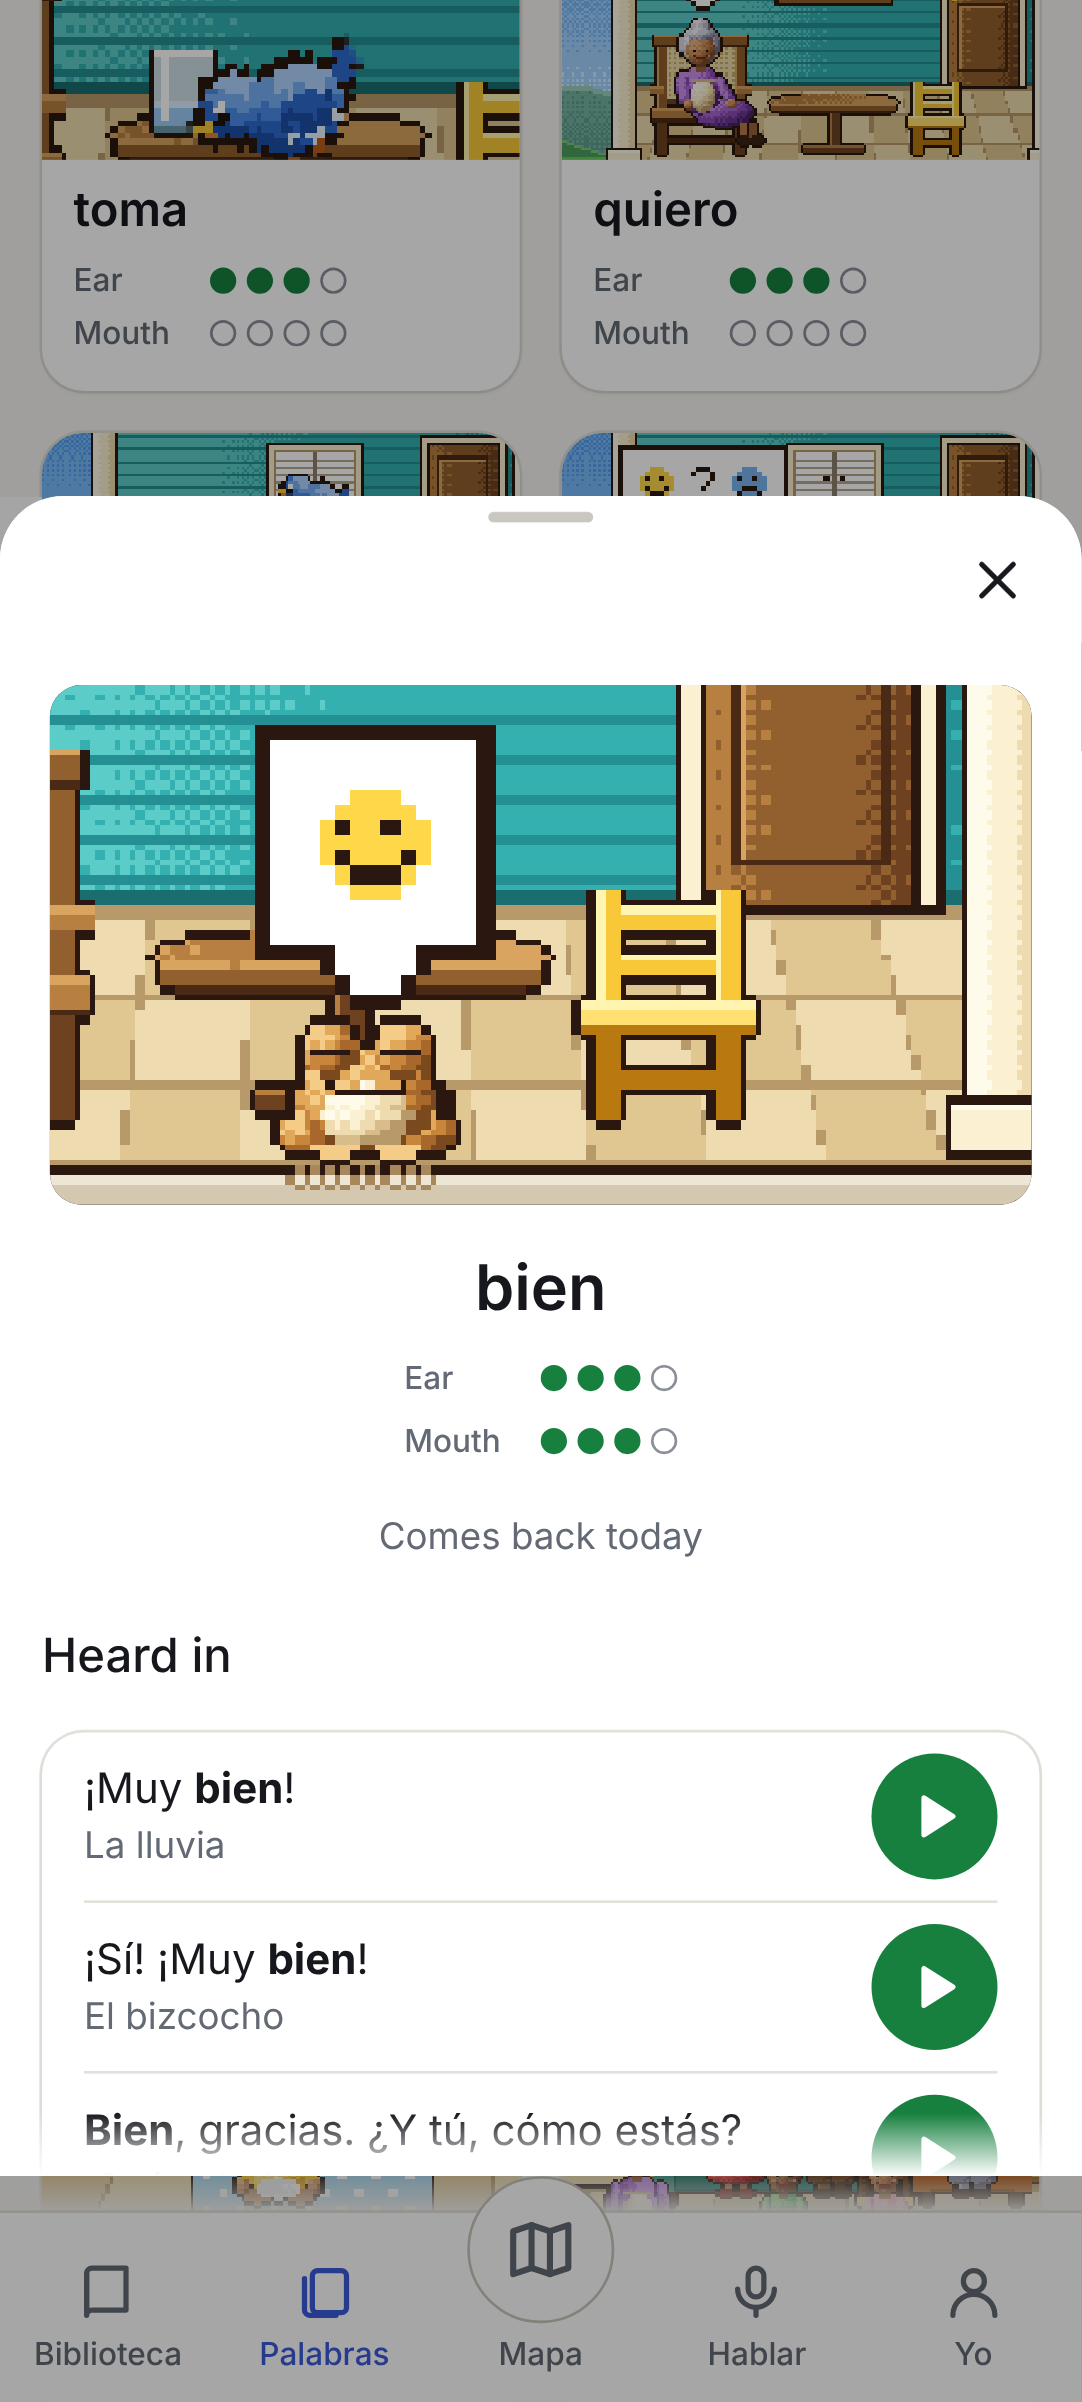 toma
quiero
Ear
Ear
Mouth
Mouth
?
bien
Ear
Mouth
Comes back today
Heard in
¡Muy bien!
La lluvia
¡Sí! ¡Muy bien!
El bizcocho
Bien, gracias. ¿Y tú, cómo estás?
Biblioteca
Palabras
Mapa
Hablar
Yo